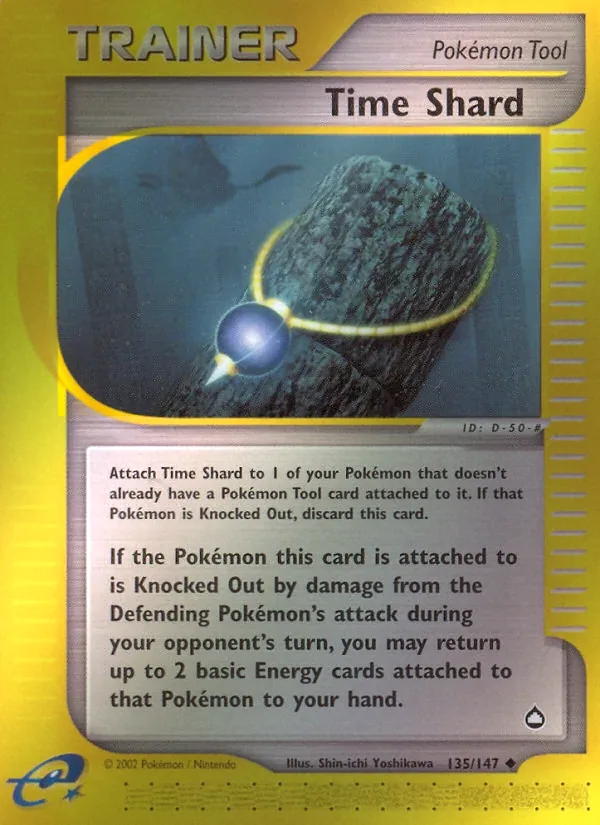 TRAINER
Pokémon Tool
Time Shard
ID: D-50-#
Attach Time Shard to 1 of your Pokémon that doesn't
already have a Pokémon Tool card attached to it. If that
Pokémon is Knocked Out, discard this card.
If the Pokémon this card is attached to
is Knocked Out by damage from the
Defending Pokémon's attack during
your opponent's turn, you may return
up to 2 basic Energy cards attached to
that Pokémon to your hand.
© 2002 Pokémon / Nintendo
Illus. Shin-ichi Yoshikawa 135/147 ◆
e